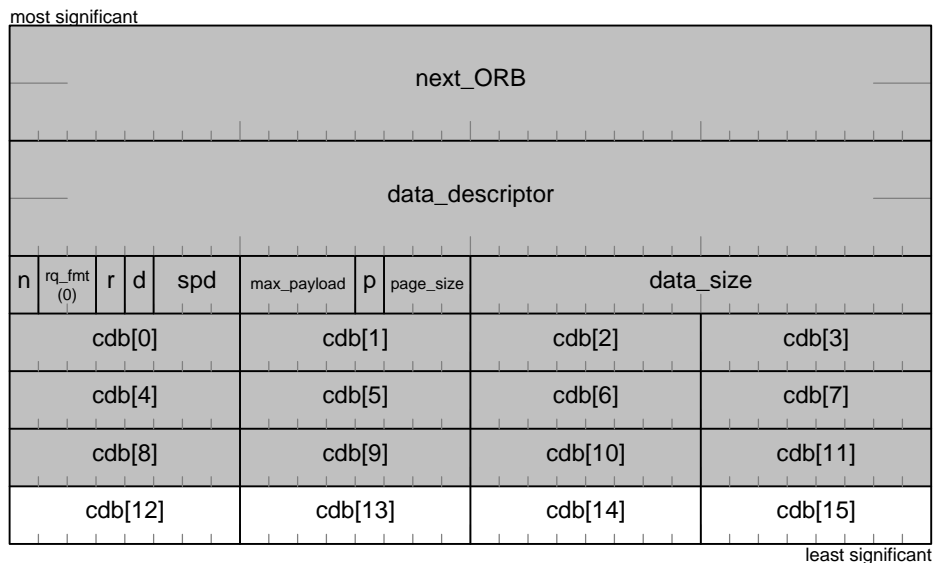 most significant
next_ORB
data_descriptor
n rq_fmt (0) r d spd max_payload p page_size data_size
cdb[0] cdb[1] cdb[2] cdb[3]
cdb[4] cdb[5] cdb[6] cdb[7]
cdb[8] cdb[9] cdb[10] cdb[11]
cdb[12] cdb[13] cdb[14] cdb[15]
least significant